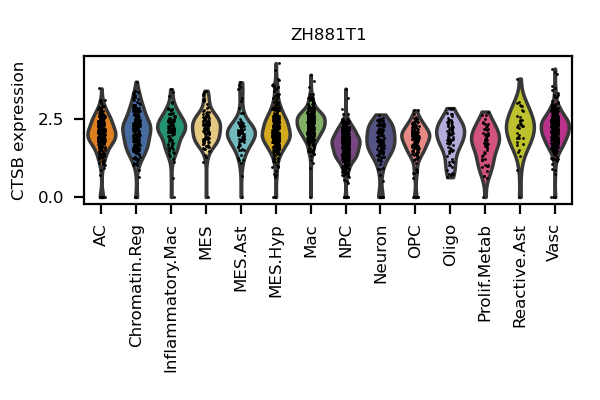 ZH881T1
CTSB expression
2.5
0.0
AC
Chromatin.Reg
Inflammatory.Mac
MES
MES.Ast
MES.Hyp
Mac
NPC
Neuron
OPC
Oligo
Prolif.Metab
Reactive.Ast
Vasc